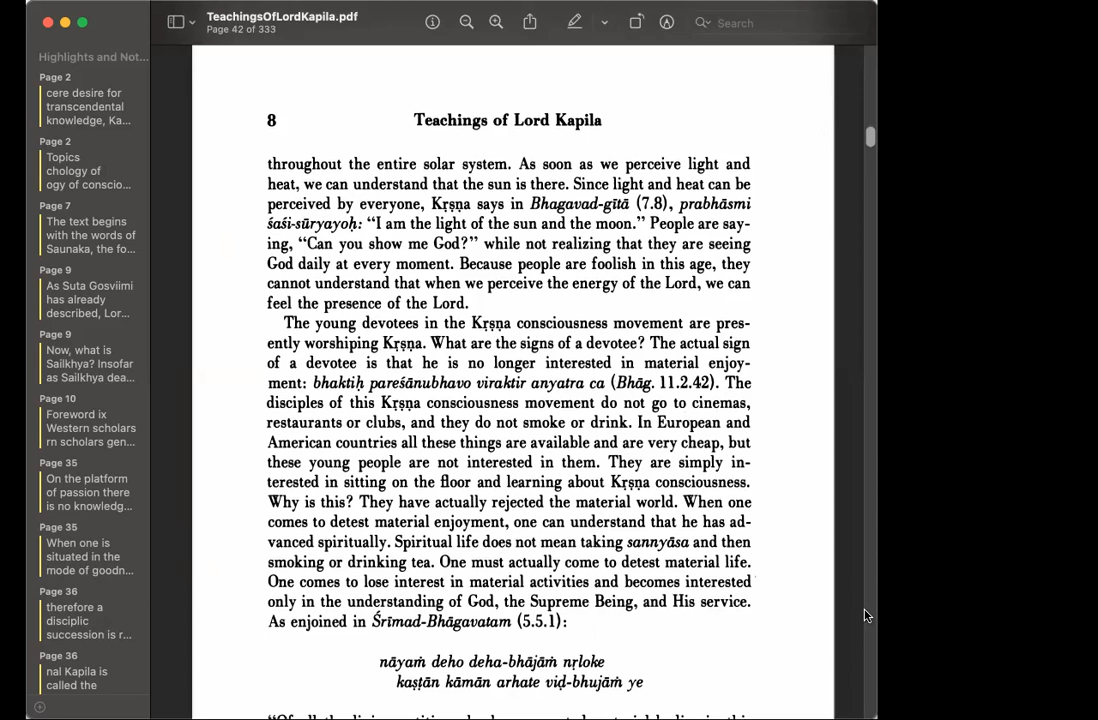 TeachingsOfLordKapila.pdf
Page 42 of 333
Search
Highlights and Not...
Page 2
cere desire for
transcendental
knowledge, Ka...
Page 2
Topics
chology of
ogy of conscio...
Page 7
The text begins
with the words of
Saunaka, the fo...
Page 9
As Suta Gosviimi
has already
described, Lor...
Page 9
Now, what is
Sailkhya? Insofar
as Sailkhya dea...
Page 10
Foreword ix
Western scholars
rn scholars gen...
Page 35
On the platform
of passion there
is no knowledg...
Page 35
When one is
situated in the
mode of goodn...
Page 36
therefore a
disciplic
succession is r...
Page 36
nal Kapila is
called the
8 Teachings of Lord Kapila
throughout the entire solar system. As soon as we perceive light and
heat, we can understand that the sun is there. Since light and heat can be
perceived by everyone, Kṛṣṇa says in Bhagavad-gītā (7.8), prabhāsmi
śaśi-sūryayoḥ: “I am the light of the sun and the moon.” People are say-
ing, “Can you show me God?” while not realizing that they are seeing
God daily at every moment. Because people are foolish in this age, they
cannot understand that when we perceive the energy of the Lord, we can
feel the presence of the Lord.
The young devotees in the Kṛṣṇa consciousness movement are pres-
ently worshiping Kṛṣṇa. What are the signs of a devotee? The actual sign
of a devotee is that he is no longer interested in material enjoy-
ment: bhaktiḥ pareśānubhavo viraktir anyatra ca (Bhāg. 11.2.42). The
disciples of this Kṛṣṇa consciousness movement do not go to cinemas,
restaurants or clubs, and they do not smoke or drink. In European and
American countries all these things are available and are very cheap, but
these young people are not interested in them. They are simply in-
terested in sitting on the floor and learning about Kṛṣṇa consciousness.
Why is this? They have actually rejected the material world. When one
comes to detest material enjoyment, one can understand that he has ad-
vanced spiritually. Spiritual life does not mean taking sannyāsa and then
smoking or drinking tea. One must actually come to detest material life.
One comes to lose interest in material activities and becomes interested
only in the understanding of God, the Supreme Being, and His service.
As enjoined in Śrīmad-Bhāgavatam (5.5.1):
nāyaṁ deho deha-bhājāṁ nṛloke
kaṣṭān kāmān arhate viḍ-bhujāṁ ye